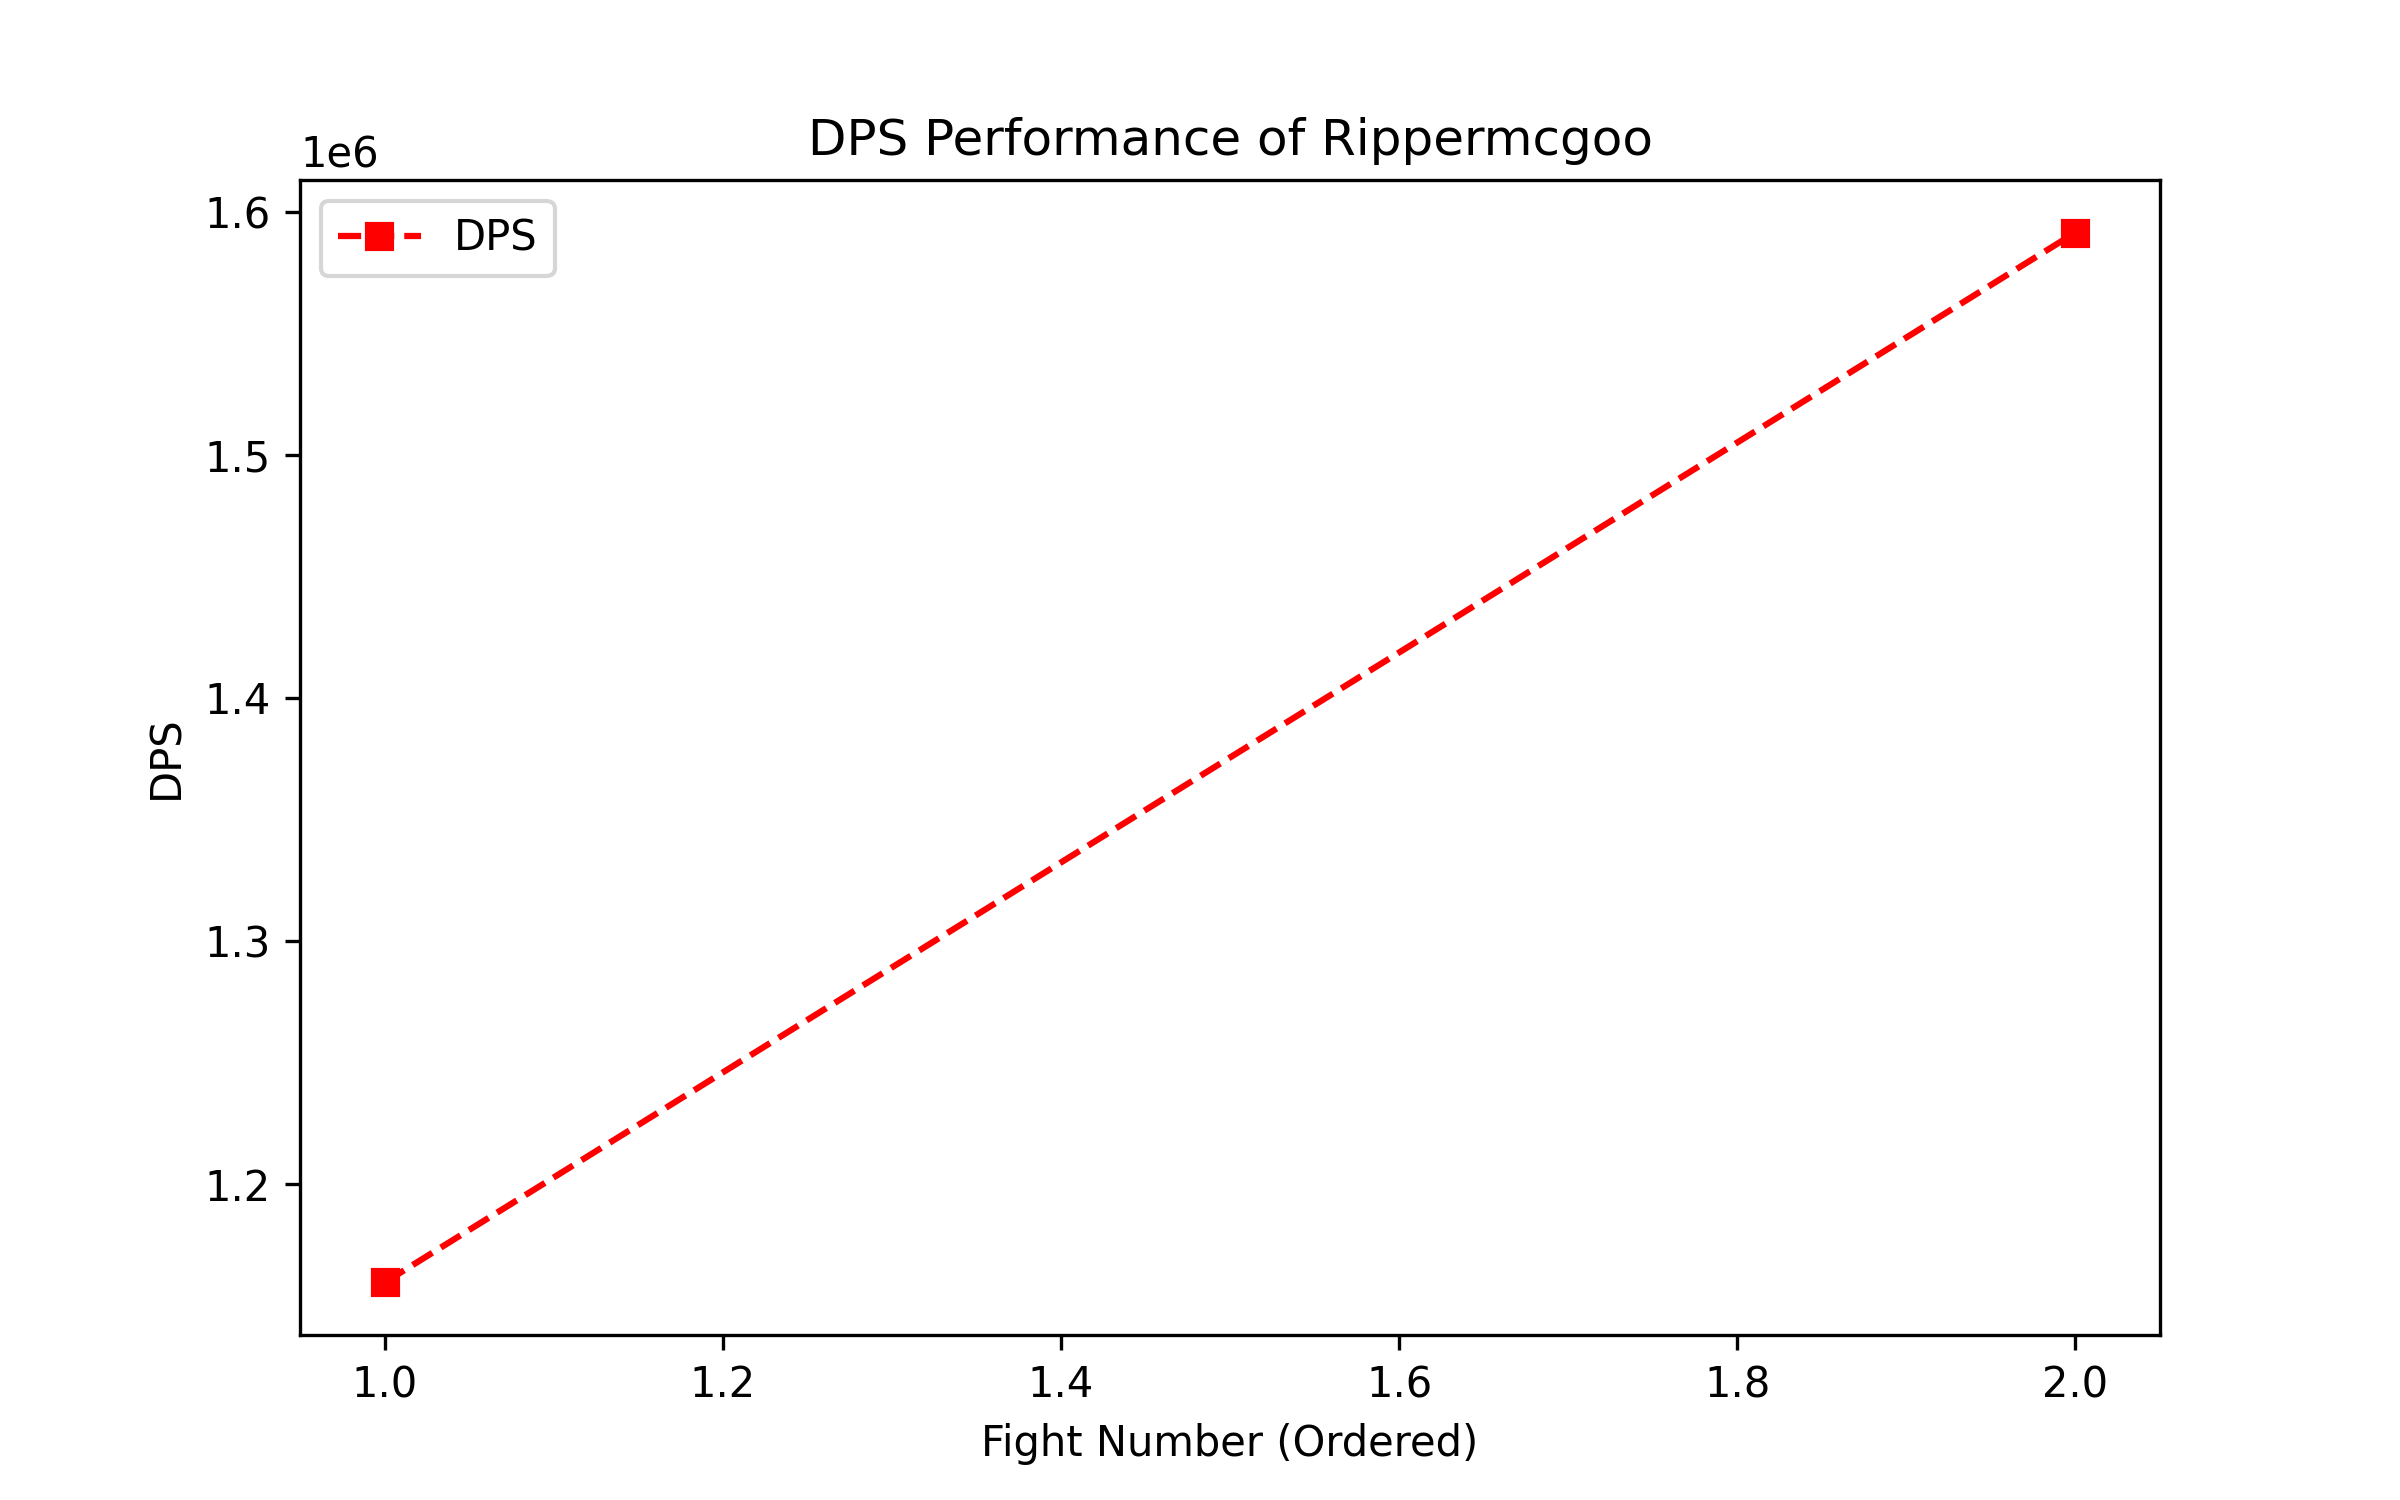 DPS Performance of Rippermcgoo
1e6
DPS
1.6
1.5
1.4
1.3
1.2
DPS
1.0 1.2 1.4 1.6 1.8 2.0
Fight Number (Ordered)